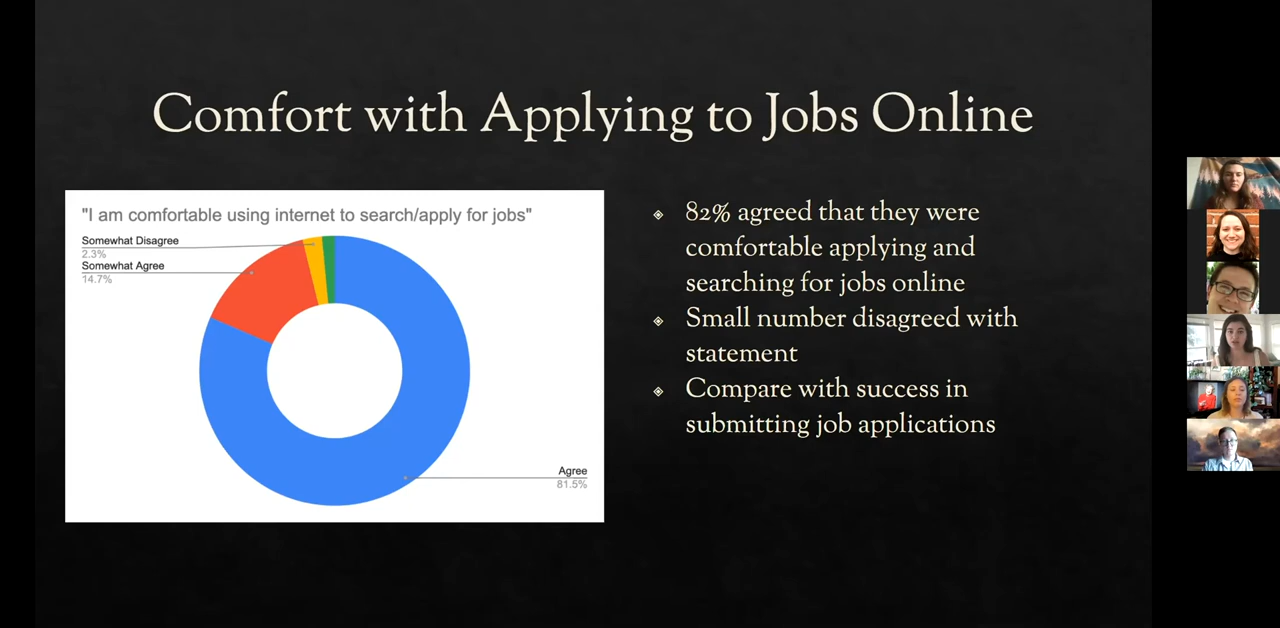 Comfort with Applying to Jobs Online
"I am comfortable using internet to search/apply for jobs"
Somewhat Disagree
2.3%
Somewhat Agree
14.7%
Agree
81.5%
82% agreed that they were
comfortable applying and
searching for jobs online
Small number disagreed with
statement
Compare with success in
submitting job applications